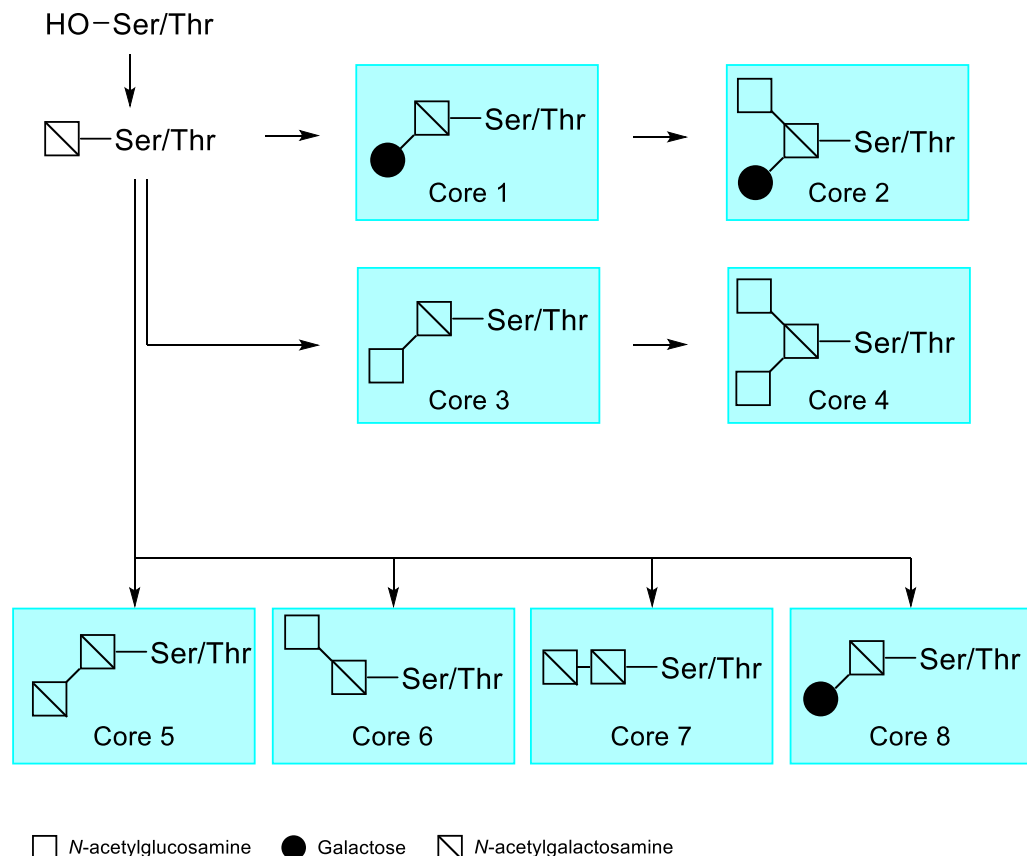 HO–Ser/Thr
Ser/Thr
Ser/Thr
Core 1
Ser/Thr
Core 2
Ser/Thr
Core 3
Ser/Thr
Core 4
Ser/Thr
Core 5
Ser/Thr
Core 6
Ser/Thr
Core 7
Ser/Thr
Core 8
N-acetylglucosamine
Galactose
N-acetylgalactosamine